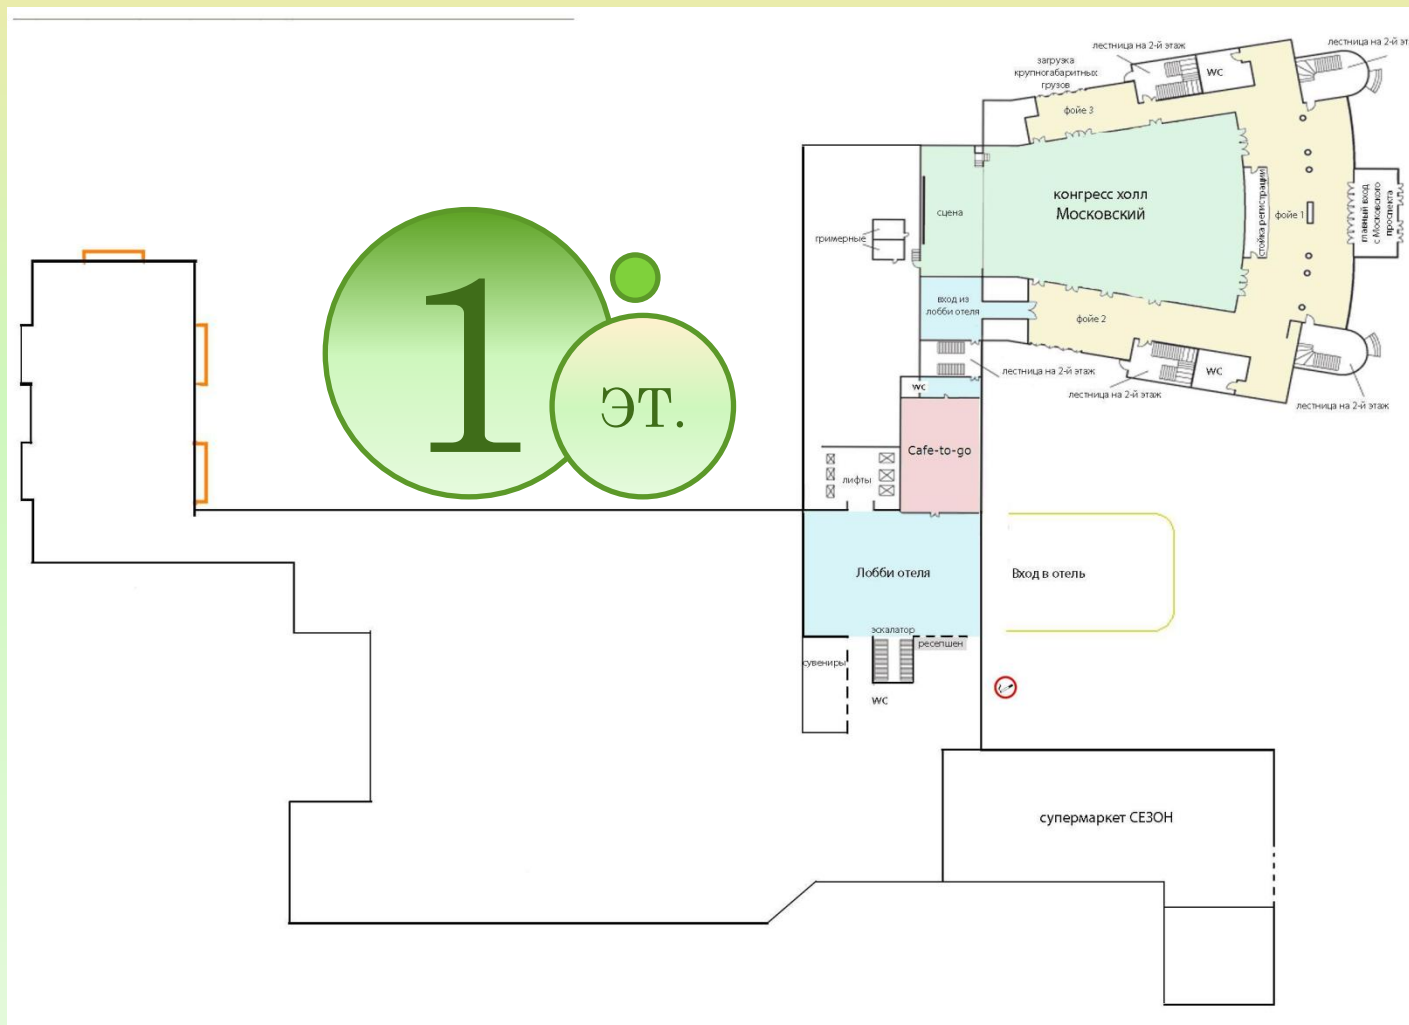 лестница на 2-й этаж
лестница на 2-й эт
загрузка
крупногабаритных
грузов
WC
фойе 3
конгресс холл
Московский
сцена
стойка регистрации
фойе 1
главный вход
с Московского
проспекта
гримерные
вход из
лобби отеля
фойе 2
лестница на 2-й этаж
WC
лестница на 2-й этаж
лестница на 2-й этаж
WC
1
эт.
Cafe-to-go
лифты
Лобби отеля
Вход в отель
эскалатор
ресепшен
сувениры
WC
супермаркет СЕЗОН